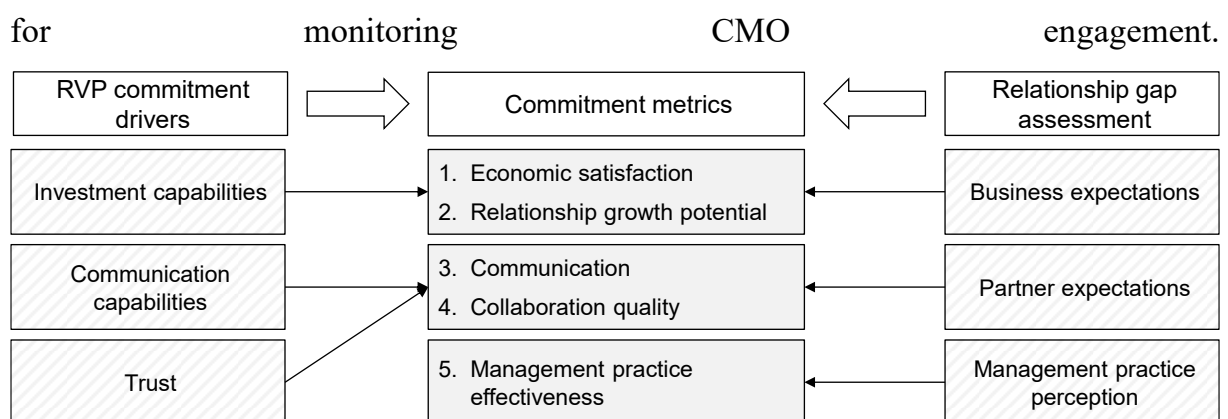 for monitoring CMO engagement.
RVP commitment
drivers
Commitment metrics
Relationship gap
assessment
Investment capabilities
1. Economic satisfaction
2. Relationship growth potential
Business expectations
Communication
capabilities
3. Communication
4. Collaboration quality
Partner expectations
Trust
5. Management practice
effectiveness
Management practice
perception